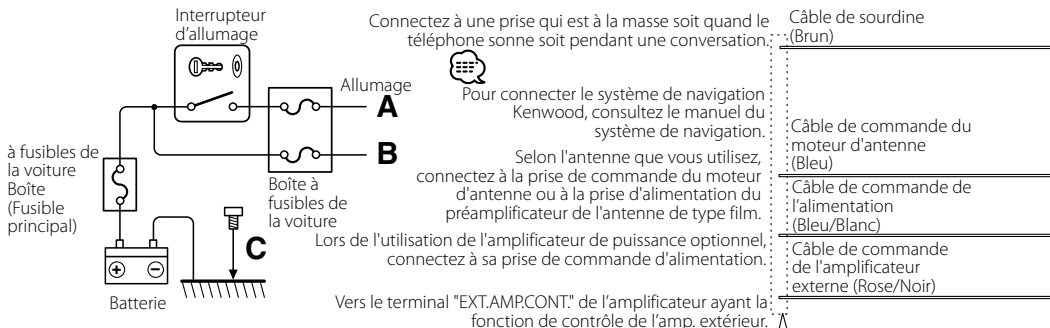 Interrupteur
d'allumage
Allumage
A
B
à fusibles de
la voiture
Boîte
(Fusible
principal)
Boîte à
fusibles de
la voiture
C
Batterie
Connectez à une prise qui est à la masse soit quand le
téléphone sonne soit pendant une conversation.
Pour connecter le système de navigation
Kenwood, consultez le manuel du
système de navigation.
Selon l'antenne que vous utilisez,
connectez à la prise de commande du moteur
d'antenne ou à la prise d'alimentation du
préamplificateur de l'antenne de type film.
Lors de l'utilisation de l'amplificateur de puissance optionnel,
connectez à sa prise de commande d'alimentation.
Vers le terminal "EXT.AMP.CONT." de l'amplificateur ayant la
fonction de contrôle de l'amp. extérieur.
Câble de sourdine
(Brun)
Câble de commande du
moteur d'antenne
(Bleu)
Câble de commande de
l'alimentation
(Bleu/Blanc)
Câble de commande
de l'amplificateur
externe (Rose/Noir)